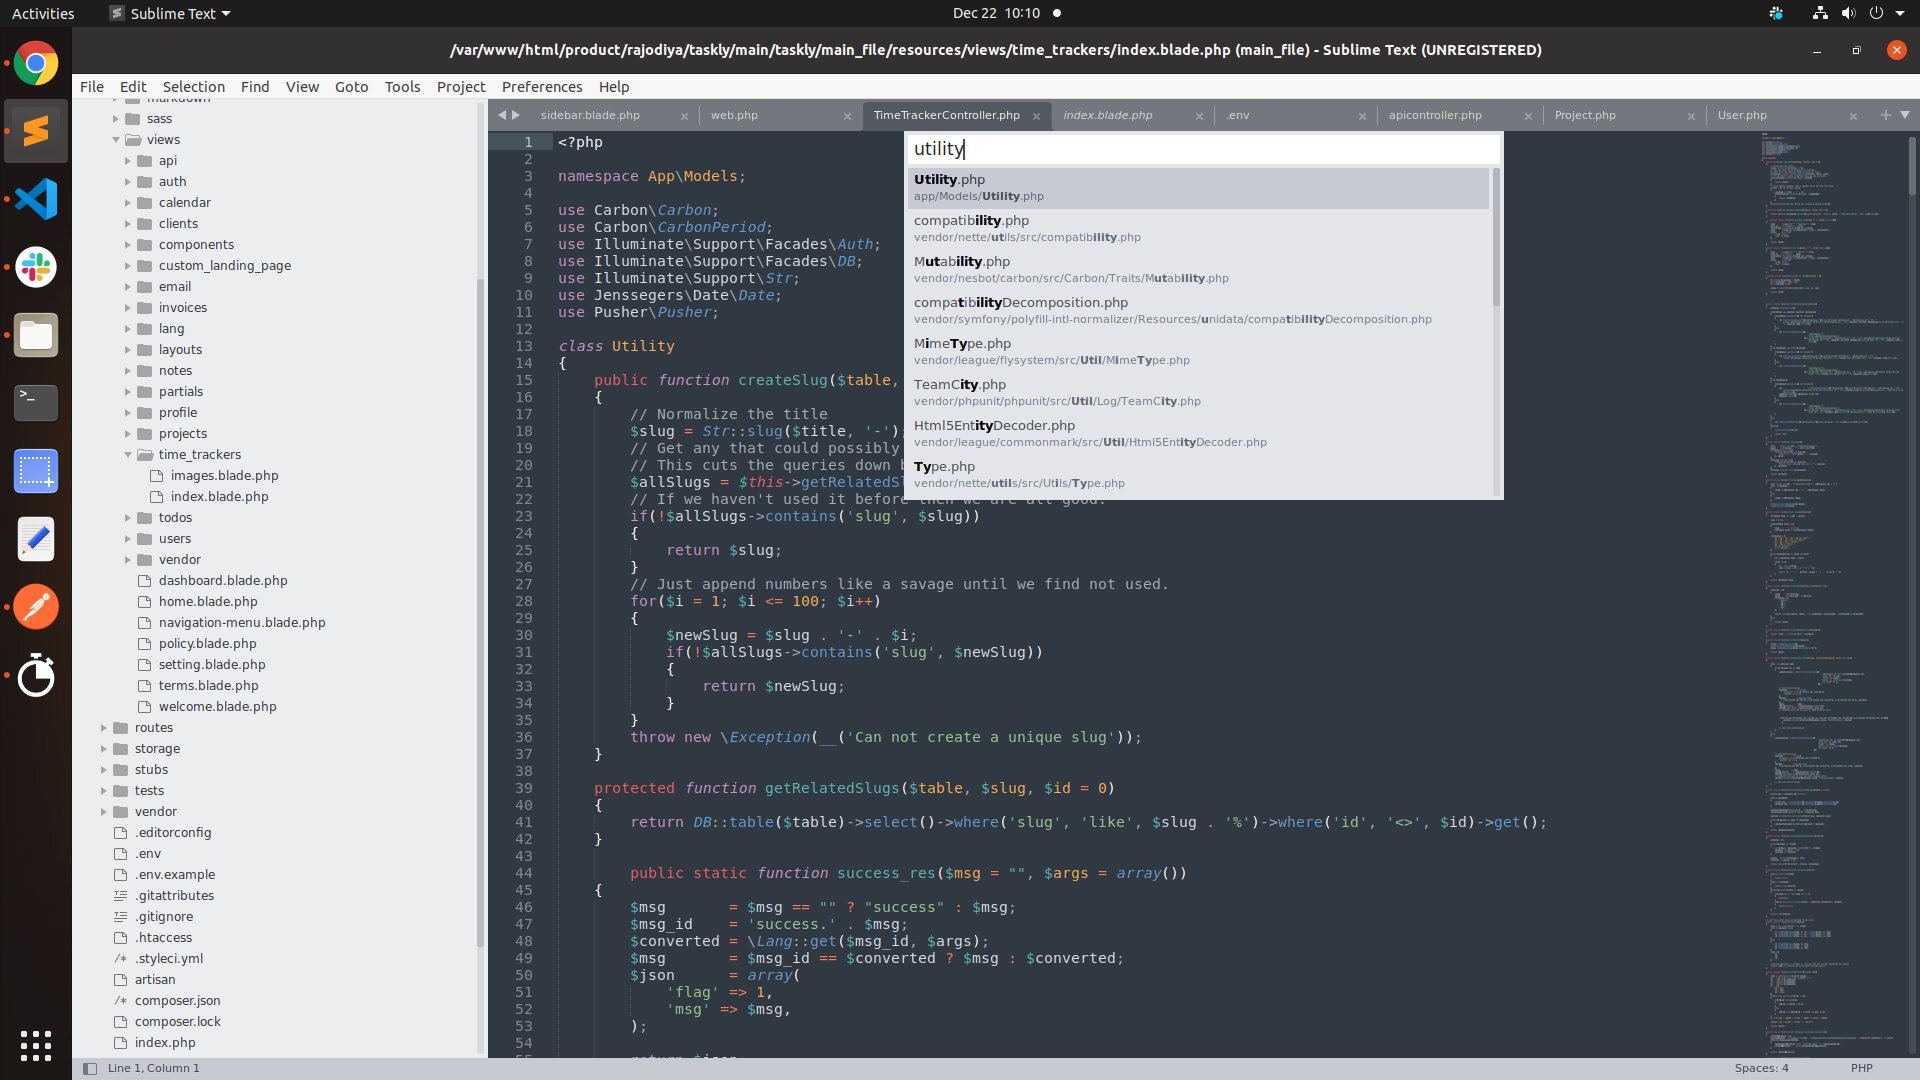 Activities
Sublime Text
Dec 22 10:10
/var/www/html/product/rajodiya/taskly/main/taskly/main_file/resources/views/time_trackers/index.blade.php (main_file) - Sublime Text (UNREGISTERED)
File Edit Selection Find View Goto Tools Project Preferences Help
markdown
sass
views
api
auth
calendar
clients
components
custom_landing_page
email
invoices
lang
layouts
notes
partials
profile
projects
time_trackers
images.blade.php
index.blade.php
todos
users
vendor
dashboard.blade.php
home.blade.php
navigation-menu.blade.php
policy.blade.php
setting.blade.php
terms.blade.php
welcome.blade.php
routes
storage
stubs
tests
vendor
.editorconfig
.env
.env.example
.gitattributes
.gitignore
.htaccess
/* .styleci.yml
artisan
/* composer.json
composer.lock
index.php
sidebar.blade.php web.php TimeTrackerController.php index.blade.php .env apicontroller.php Project.php User.php
utility
Utility.php
app/Models/Utility.php
compatibility.php
vendor/nette/utils/src/compatibility.php
Mutability.php
vendor/nesbot/carbon/src/Carbon/Traits/Mutability.php
compatibilityDecomposition.php
vendor/symfony/polyfill-intl-normalizer/Resources/unidata/compatibilityDecomposition.php
MimeType.php
vendor/league/flysystem/src/Util/MimeType.php
TeamCity.php
vendor/phpunit/phpunit/src/Util/Log/TeamCity.php
Html5EntityDecoder.php
vendor/league/commonmark/src/Util/Html5EntityDecoder.php
Type.php
vendor/nette/utils/src/Utils/Type.php
1 <?php
2
3 namespace App\Models;
4
5 use Carbon\Carbon;
6 use Carbon\CarbonPeriod;
7 use Illuminate\Support\Facades\Auth;
8 use Illuminate\Support\Facades\DB;
9 use Illuminate\Support\Str;
10 use Jenssegers\Date\Date;
11 use Pusher\Pusher;
12
13 class Utility
14 {
15 public function createSlug($table,
16 {
17 // Normalize the title
18 $slug = Str::slug($title, '-');
19 // Get any that could possibly
20 // This cuts the queries down
21 $allSlugs = $this->getRelatedSl
22 // If we haven't used it before then we are all good.
23 if(!$allSlugs->contains('slug', $slug))
24 {
25 return $slug;
26 }
27 // Just append numbers like a savage until we find not used.
28 for($i = 1; $i <= 100; $i++)
29 {
30 $newSlug = $slug . '-' . $i;
31 if(!$allSlugs->contains('slug', $newSlug))
32 {
33 return $newSlug;
34 }
35 }
36 throw new \Exception(__('Can not create a unique slug'));
37 }
38
39 protected function getRelatedSlugs($table, $slug, $id = 0)
40 {
41 return DB::table($table)->select()->where('slug', 'like', $slug . '%')->where('id', '<>', $id)->get();
42 }
43
44 public static function success_res($msg = "", $args = array())
45 {
46 $msg = $msg == "" ? "success" : $msg;
47 $msg_id = 'success.' . $msg;
48 $converted = \Lang::get($msg_id, $args);
49 $msg = $msg_id == $converted ? $msg : $converted;
50 $json = array(
51 'flag' => 1,
52 'msg' => $msg,
53 );
54
55 return $json
Line 1, Column 1
Spaces: 4
PHP